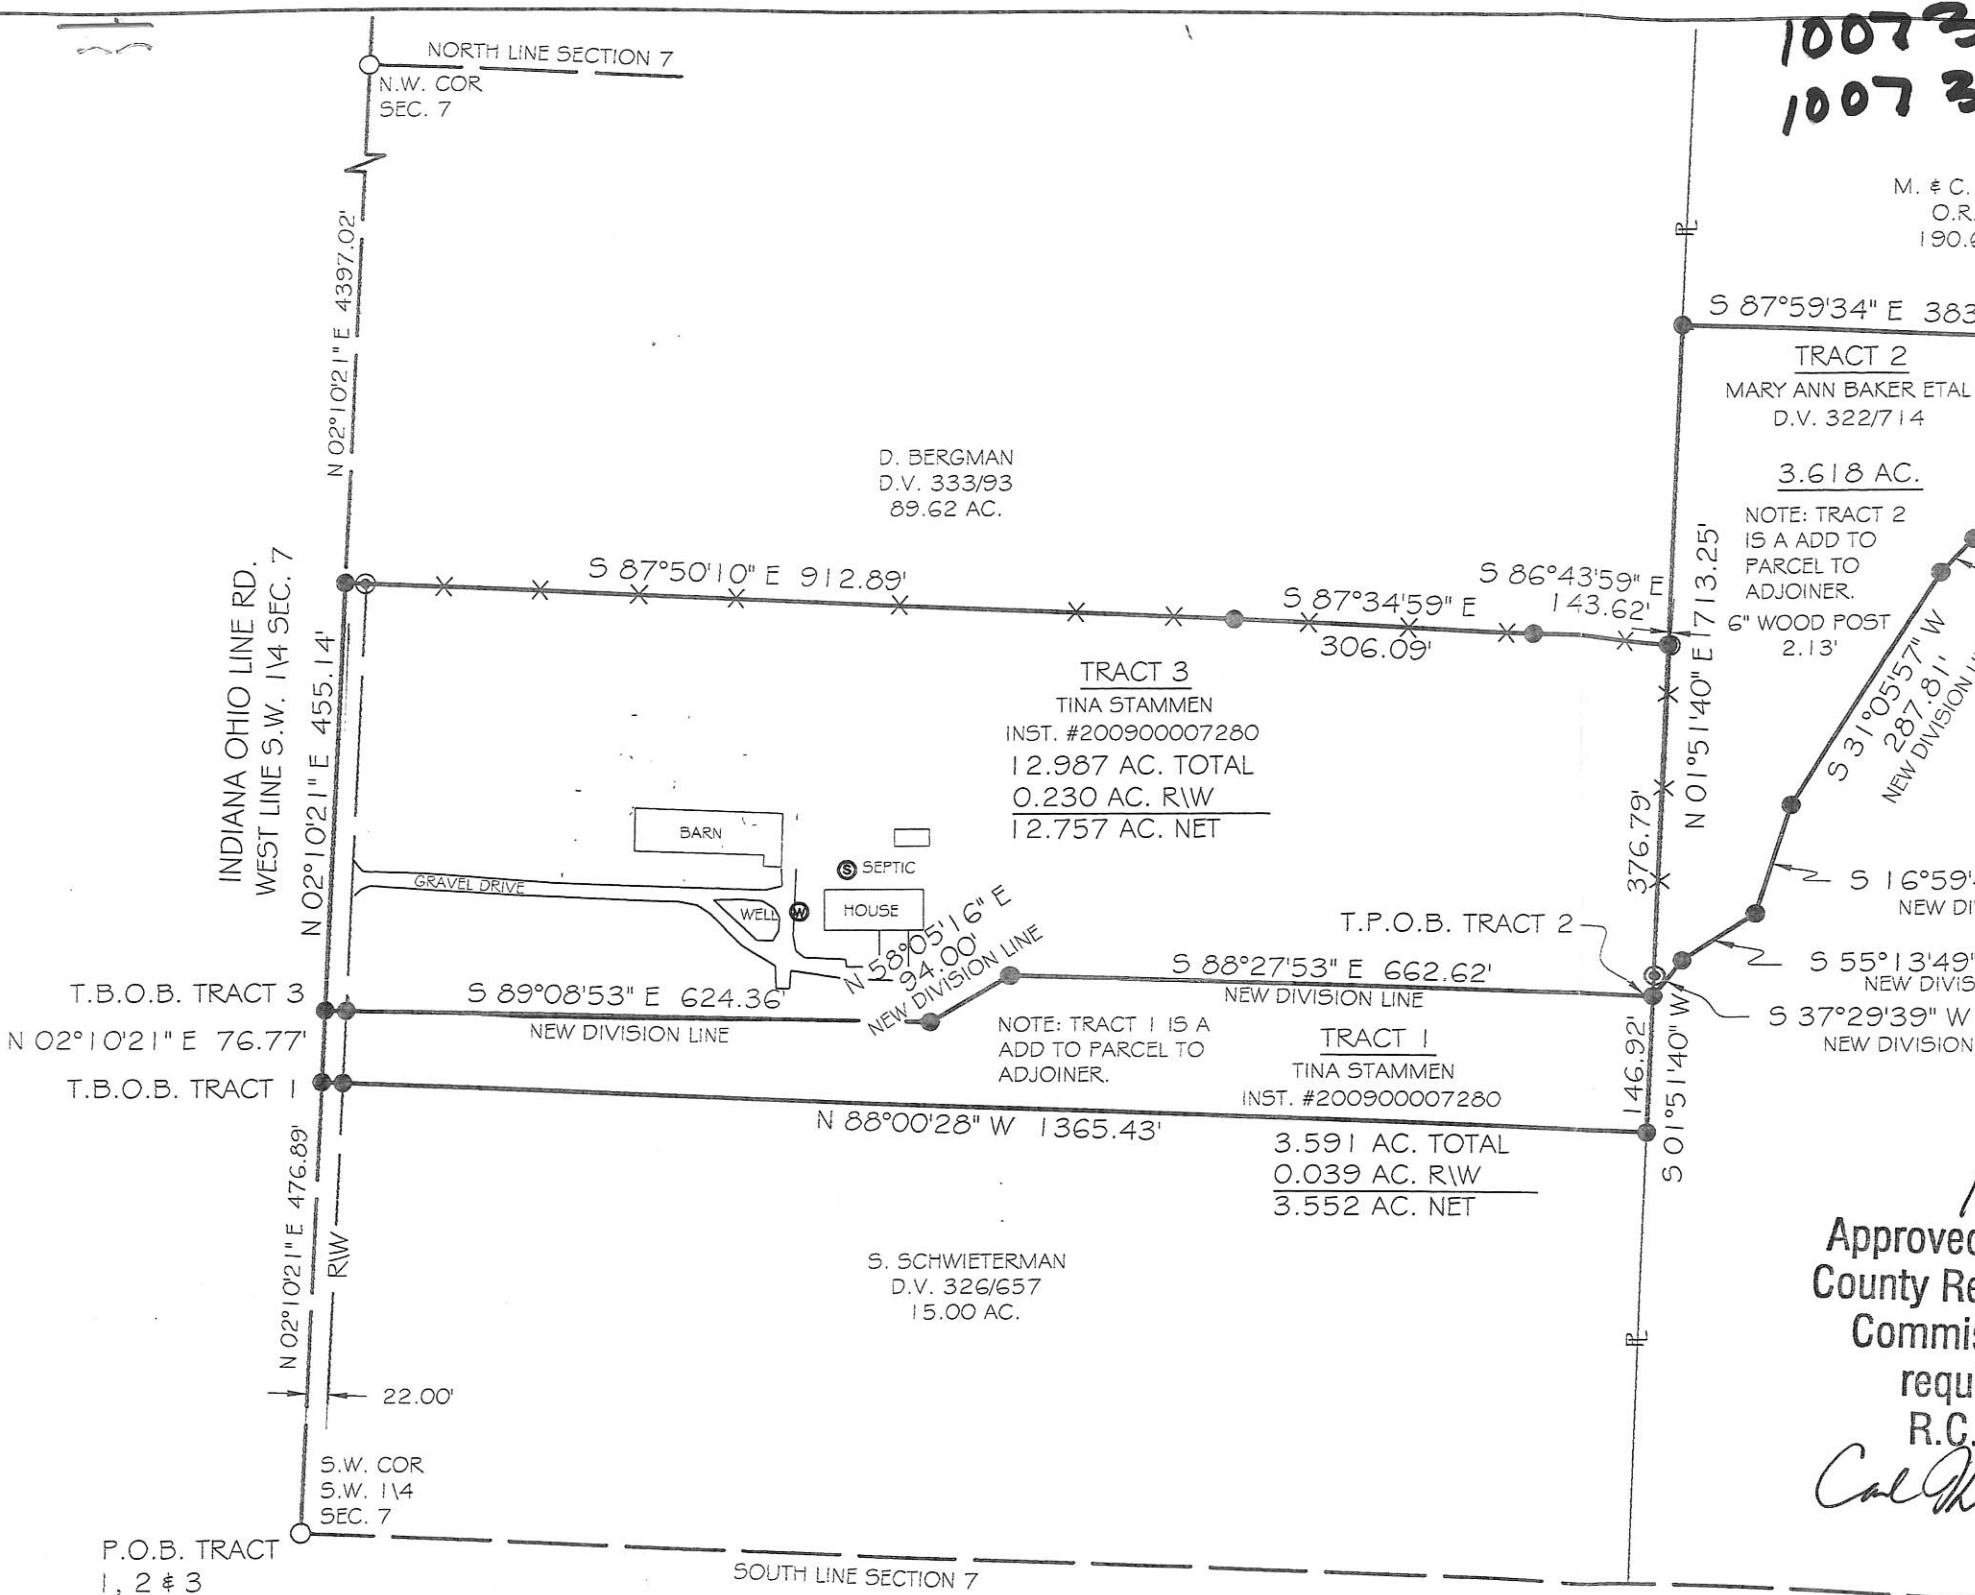 1007
1007
NORTH LINE SECTION 7
N.W. COR
SEC. 7
M. & C.
O.R.
190.6
N 02°10'21" E 4397.02'
PL
S 87°59'34" E 383
TRACT 2
MARY ANN BAKER ETAL
D.V. 322/714
3.618 AC.
NOTE: TRACT 2
IS A ADD TO
PARCEL TO
ADJOINER.
6" WOOD POST
2.13'
D. BERGMAN
D.V. 333/93
89.62 AC.
INDIANA OHIO LINE RD.
WEST LINE S.W. 1\4 SEC. 7
N 02°10'21" E 455.14'
S 87°50'10" E 912.89'
S 87°34'59" E
306.09'
S 86°43'59" E
143.62'
N 01°51'40" E 1713.25'
376.79'
S 31°05'57" W
287.81'
NEW DIVISION
TRACT 3
TINA STAMMEN
INST. #200900007280
12.987 AC. TOTAL
0.230 AC. R\W
12.757 AC. NET
BARN
S SEPTIC
GRAVEL DRIVE
WELL W
HOUSE
N 58°05'16" E
94.00'
NEW DIVISION LINE
T.P.O.B. TRACT 2
S 16°59'
NEW DI
S 55°13'49"
NEW DIVIS
S 37°29'39" W
NEW DIVISION
T.B.O.B. TRACT 3
S 89°08'53" E 624.36'
NEW DIVISION LINE
S 88°27'53" E 662.62'
NEW DIVISION LINE
N 02°10'21" E 76.77'
T.B.O.B. TRACT 1
NOTE: TRACT 1 IS A
ADD TO PARCEL TO
ADJOINER.
TRACT 1
TINA STAMMEN
INST. #200900007280
146.92'
S 01°51'40" W
N 88°00'28" W 1365.43'
3.591 AC. TOTAL
0.039 AC. R\W
3.552 AC. NET
N 02°10'21" E 476.89'
R\W
S. SCHWIETERMAN
D.V. 326/657
15.00 AC.
PL
22.00'
Approved
County Re
Commis
requ
R.C.
S.W. COR
S.W. 1\4
SEC. 7
P.O.B. TRACT
1, 2 & 3
SOUTH LINE SECTION 7